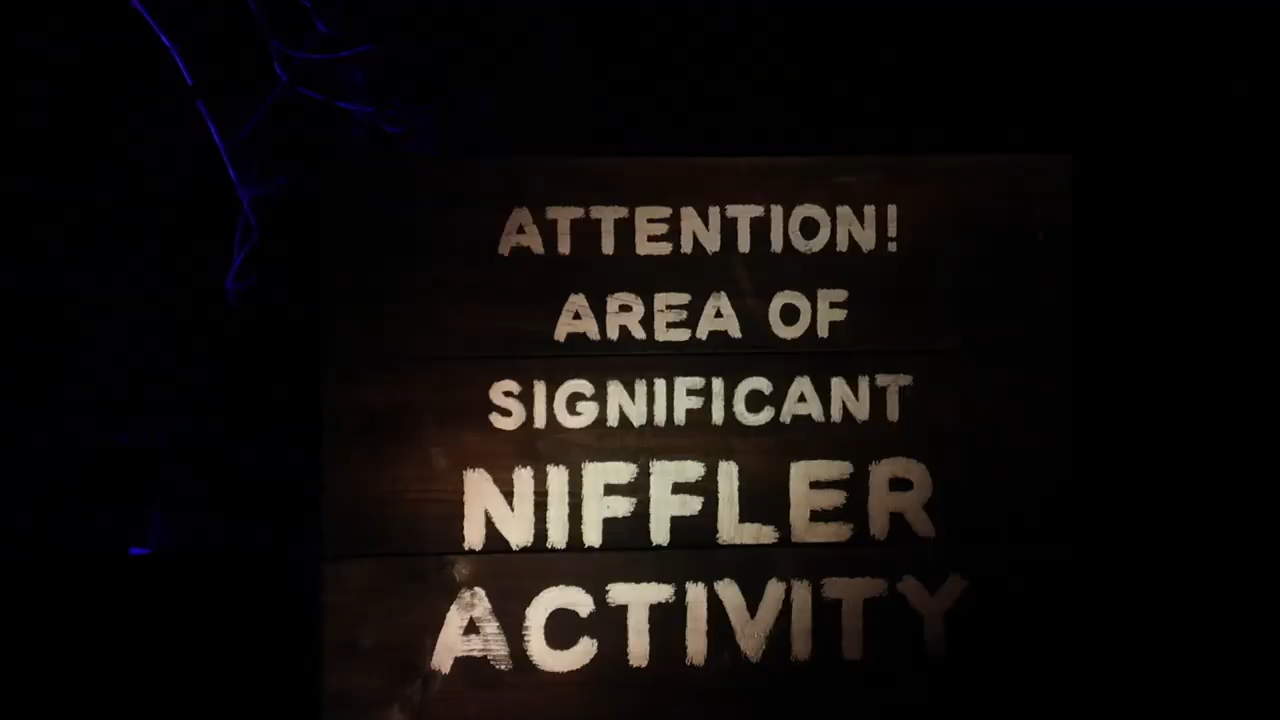 ATTENTION!
AREA OF
SIGNIFICANT
NIFFLER
ACTIVITY